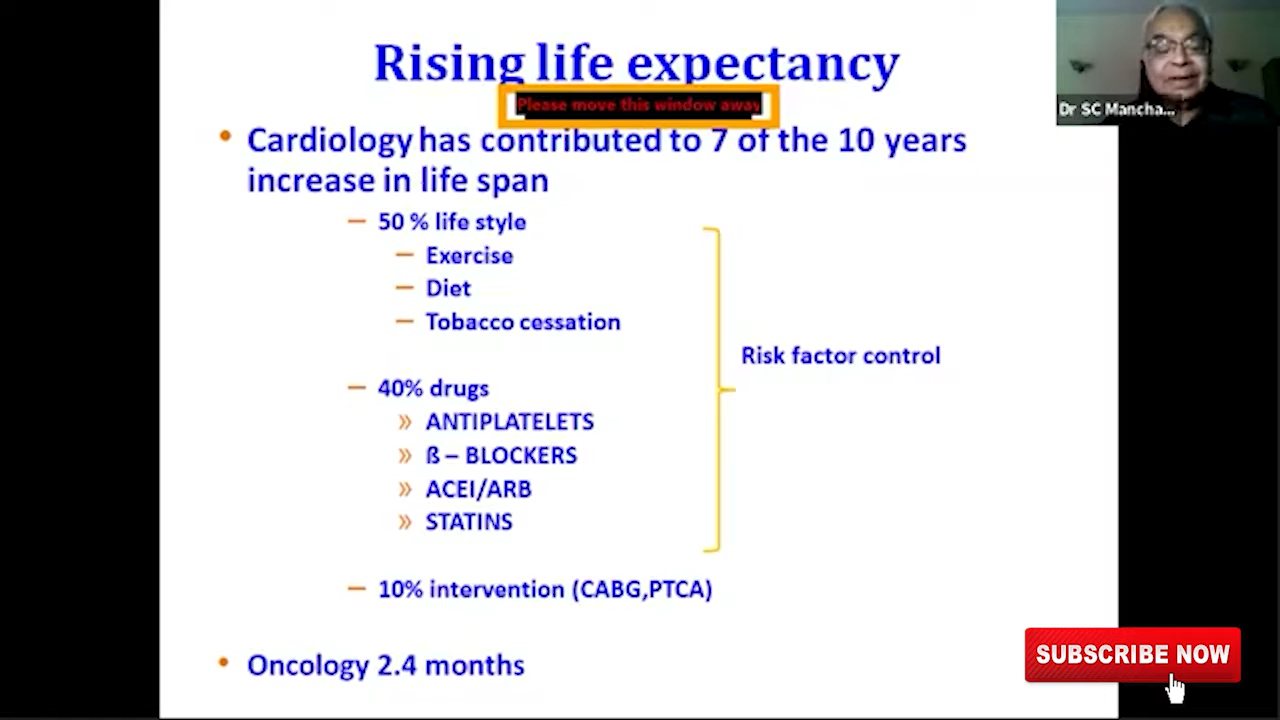 Rising life expectancy
Please move this window away
Dr SC Mancha...
• Cardiology has contributed to 7 of the 10 years
increase in life span
– 50 % life style
– Exercise
– Diet
– Tobacco cessation
Risk factor control
– 40% drugs
» ANTIPLATELETS
» ß – BLOCKERS
» ACEI/ARB
» STATINS
– 10% intervention (CABG,PTCA)
• Oncology 2.4 months
SUBSCRIBE NOW